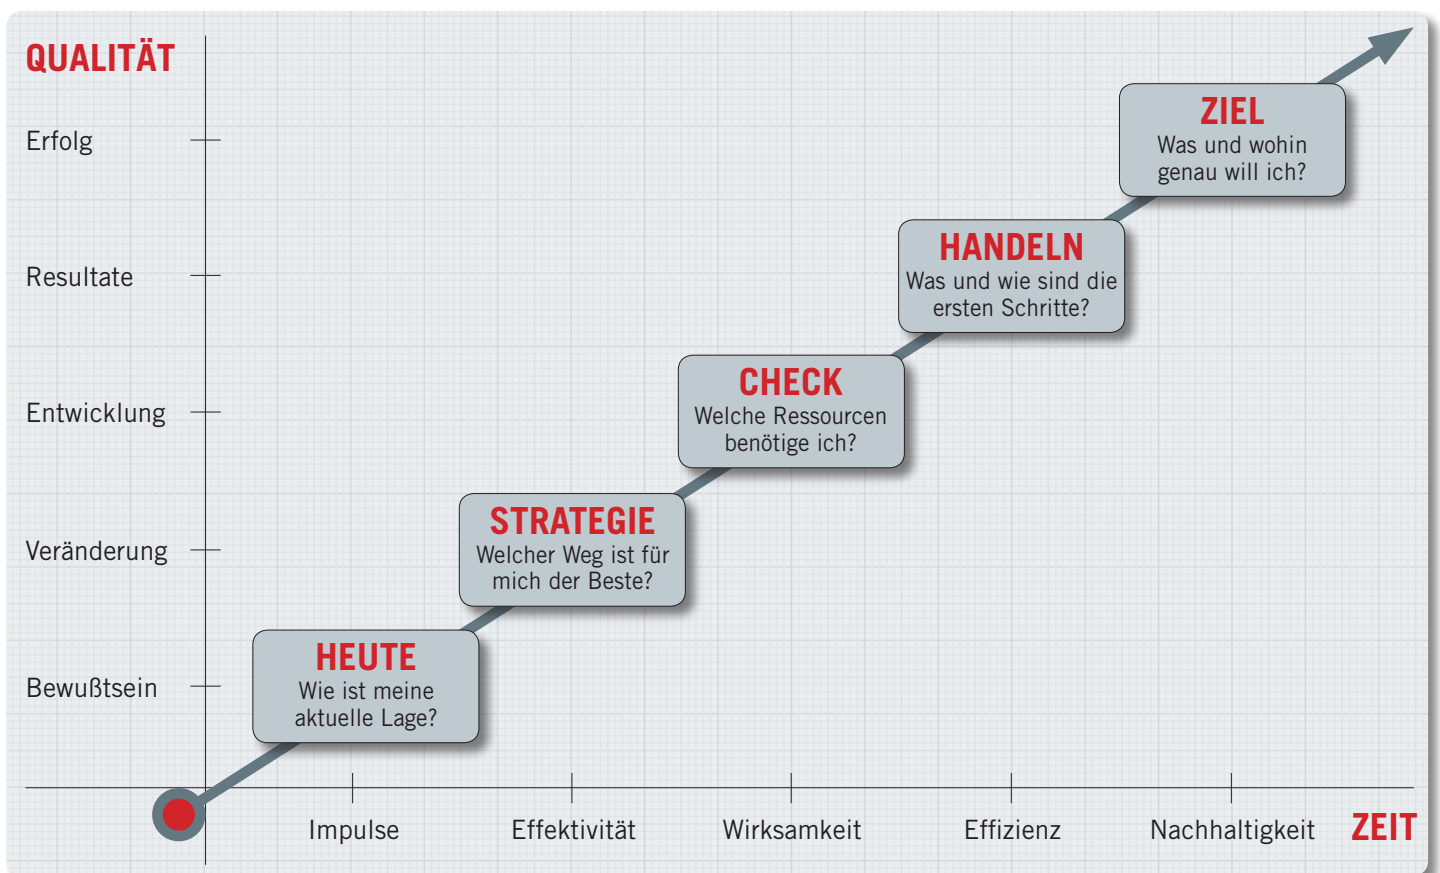 QUALITÄT
Erfolg
Resultate
Entwicklung
Veränderung
Bewußtsein
ZIEL
Was und wohin
genau will ich?
HANDELN
Was und wie sind die
ersten Schritte?
CHECK
Welche Ressourcen
benötige ich?
STRATEGIE
Welcher Weg ist für
mich der Beste?
HEUTE
Wie ist meine
aktuelle Lage?
Impulse
Effektivität
Wirksamkeit
Effizienz
Nachhaltigkeit
ZEIT